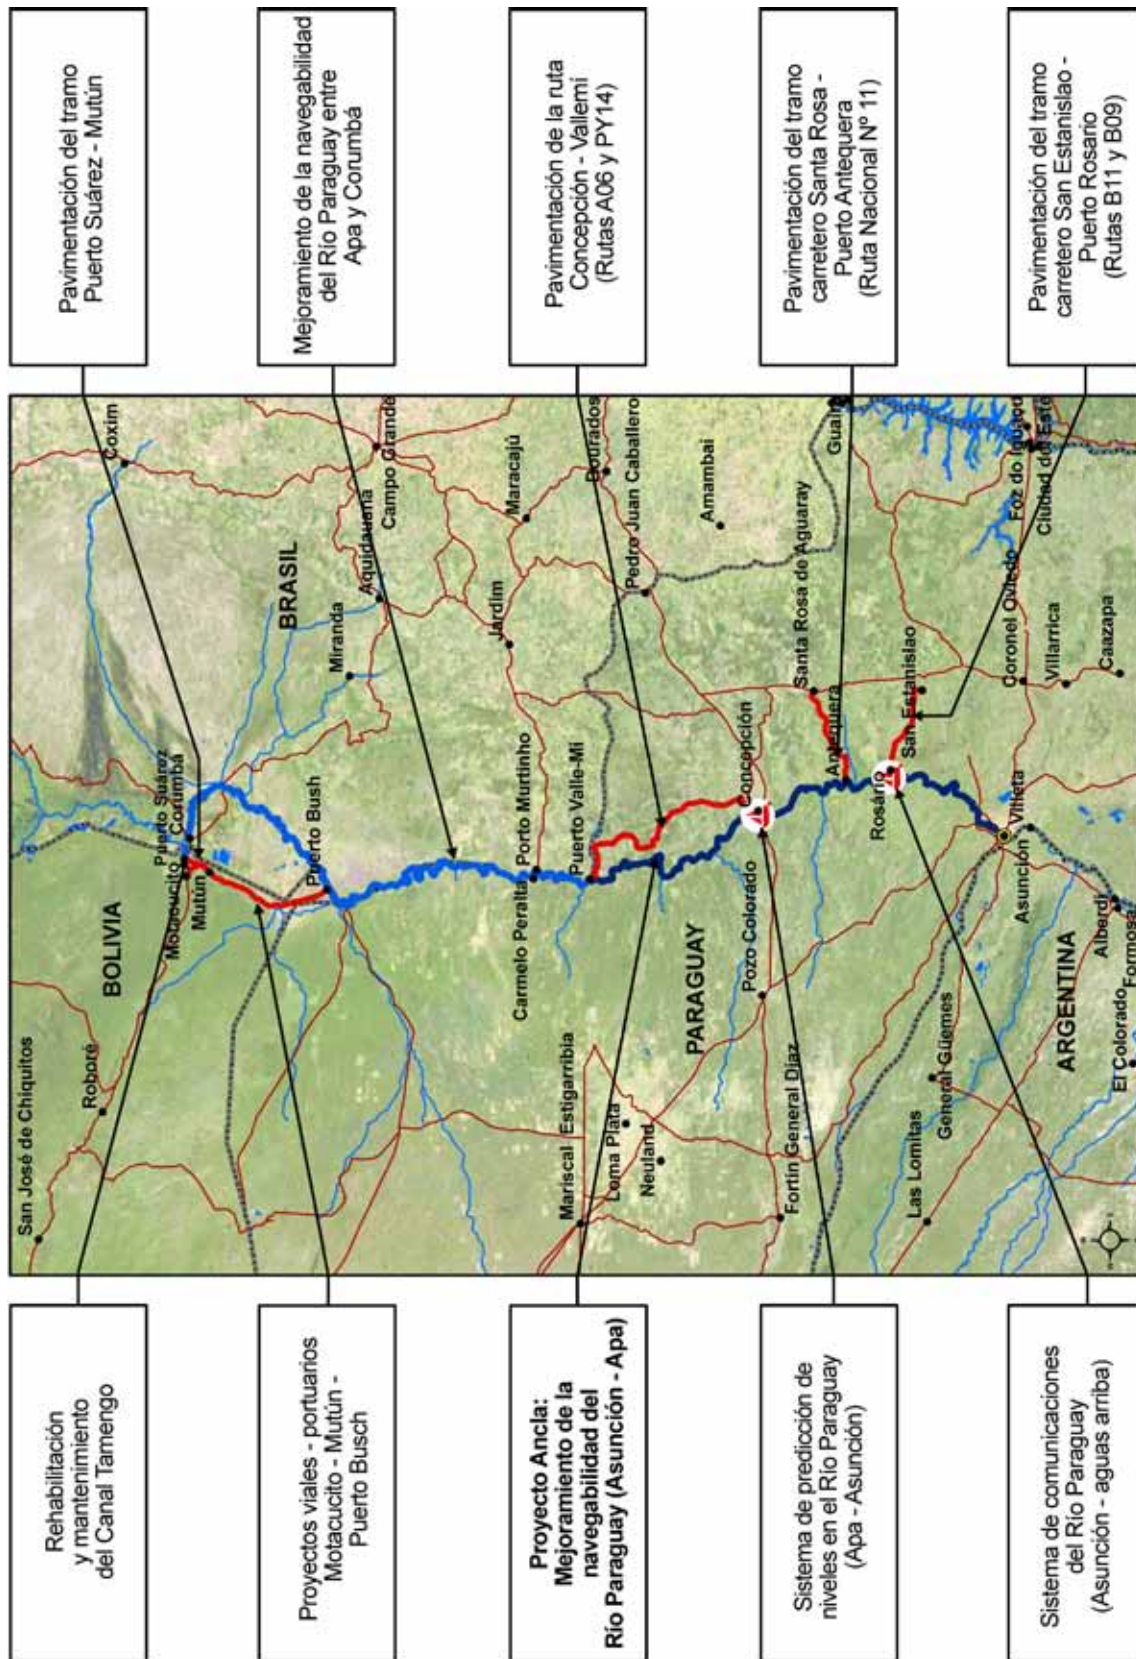 Rehabilitación
y mantenimiento
del Canal Tamengo
Proyectos viales - portuarios
Motacucito - Mutún -
Puerto Busch
Proyecto Ancla:
Mejoramiento de la
navegabilidad del
Río Paraguay (Asunción - Apa)
Sistema de predicción de
niveles en el Río Paraguay
(Apa - Asunción)
Sistema de comunicaciones
del Río Paraguay
(Asunción - aguas arriba)
San José de Chiquitos
Roboré
BOLIVIA
Motacucito
Mutún
Puerto Suárez
Corumbá
Puerto Bush
Coxim
BRASIL
Miranda
Aquidauana
Campo Grande
Carmelo Peralta
Porto Murtinho
Jardim
Maracajú
Mariscal Estigarribia
Loma Plata
Neuland
Puerto Valle-Mi
Dourados
Pedro Juan Caballero
Amambai
PARAGUAY
Pozo Colorado
Concepción
Fortín General Diaz
Santa Rosa de Aguaray
Antequera
Guaira
Rosário
San Estanislao
Las Lomitas
General Güemes
Asunción
Villeta
Coronel Oviedo
Villarrica
Caazapa
Foz do Iguaçu
Ciudad del Este
ARGENTINA
El Colorado
Alberdi
Formosa
Pavimentación del tramo
Puerto Suárez - Mutún
Mejoramiento de la navegabilidad
del Río Paraguay entre
Apa y Corumbá
Pavimentación de la ruta
Concepción - Vallemí
(Rutas A06 y PY14)
Pavimentación del tramo
carretero Santa Rosa -
Puerto Antequera
(Ruta Nacional Nº 11)
Pavimentación del tramo
carretero San Estanislao -
Puerto Rosario
(Rutas B11 y B09)